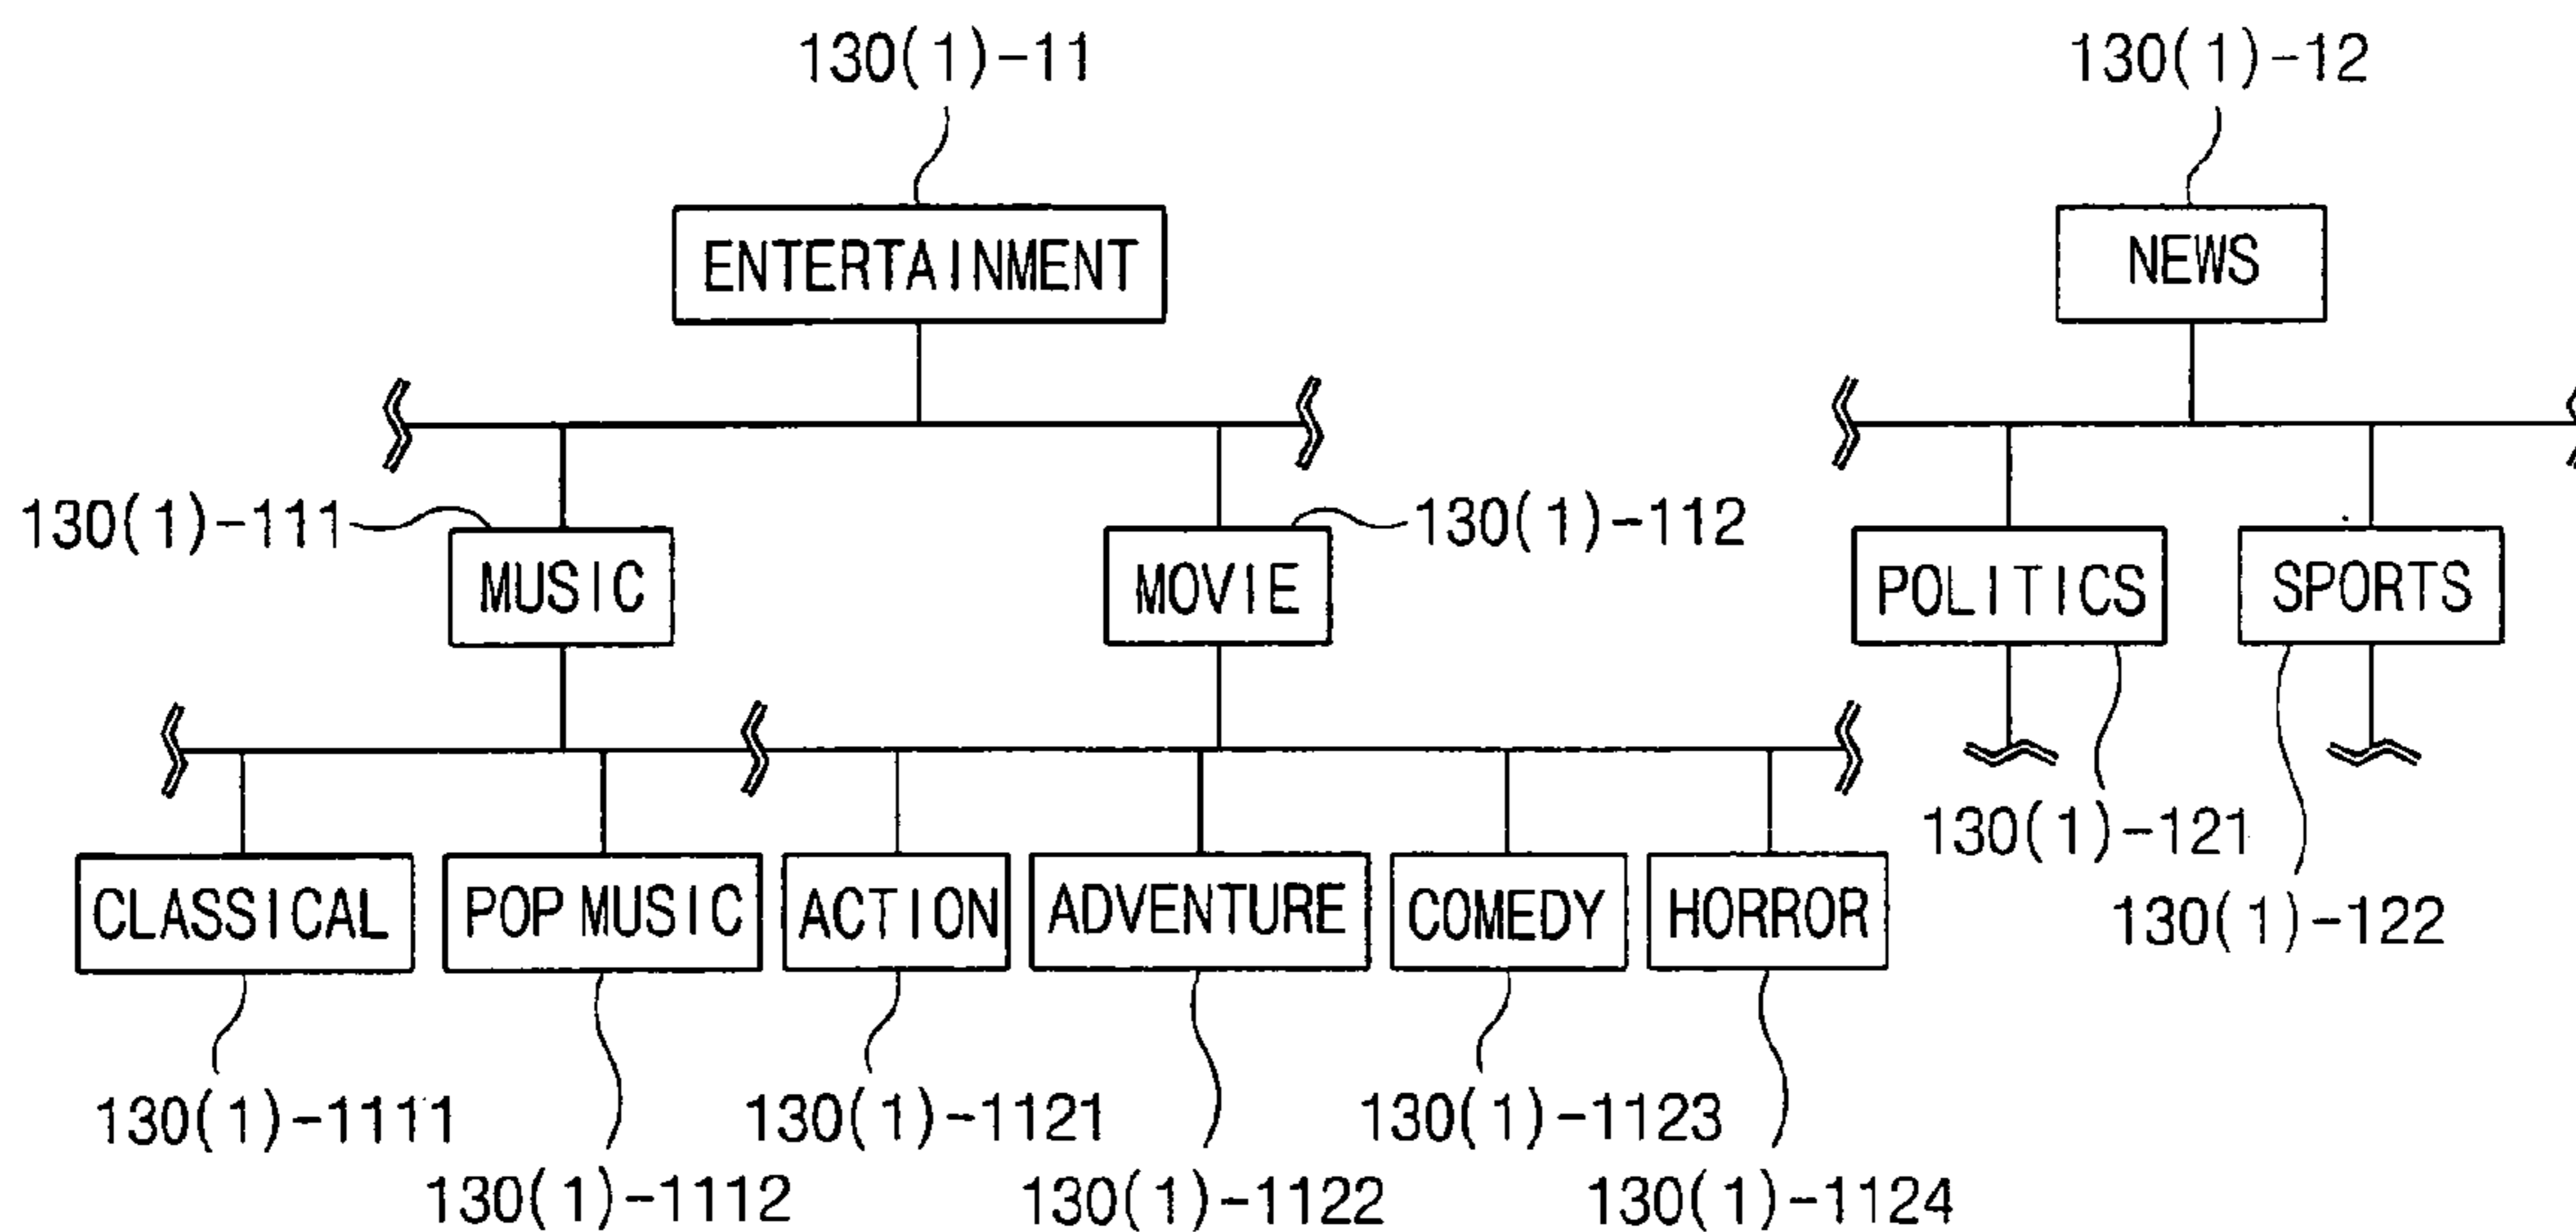 130(1)-11 130(1)-12
ENTERTAINMENT NEWS
130(1)-111 130(1)-112
MUSIC MOVIE POLITICS SPORTS
130(1)-121
CLASSICAL POP MUSIC ACTION ADVENTURE COMEDY HORROR
130(1)-122
130(1)-1111 130(1)-1121 130(1)-1123
130(1)-1112 130(1)-1122 130(1)-1124